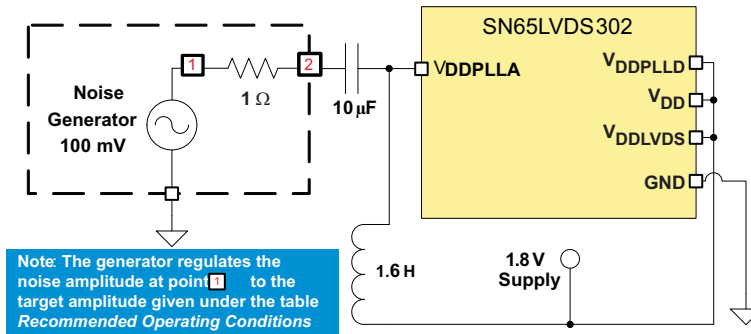 SN65LVDS302
1
2
1 Ω
10 µF
Noise
Generator
100 mV
VDDPLLA
VDDPLLD
VDD
VDDLVDS
GND
1.6 H
1.8 V
Supply
Note: The generator regulates the
noise amplitude at point 1 to the
target amplitude given under the table
Recommended Operating Conditions